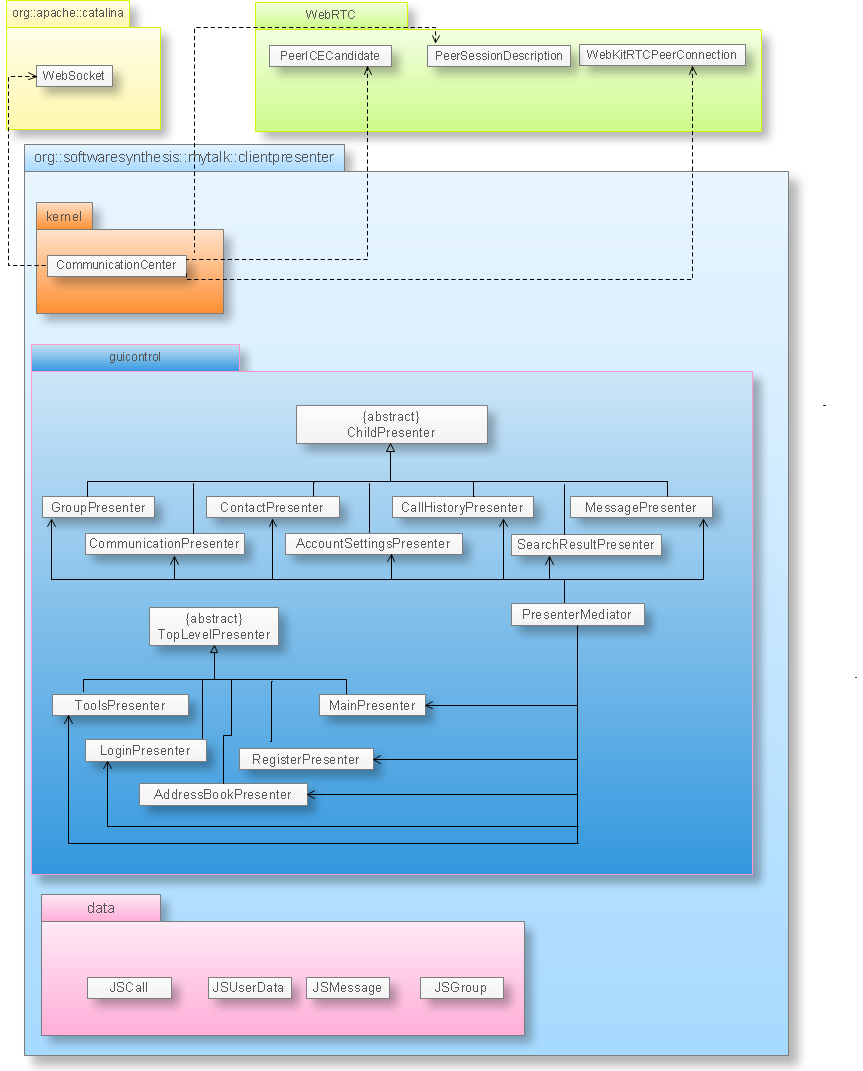 org::apache::catalina
WebRTC
WebSocket
PeerICECandidate
PeerSessionDescription
WebKitRTCPeerConnection
org::softwaresynthesis::mytalk::clientpresenter
kernel
CommunicationCenter
guicontrol
{abstract}
ChildPresenter
GroupPresenter
ContactPresenter
CallHistoryPresenter
MessagePresenter
CommunicationPresenter
AccountSettingsPresenter
SearchResultPresenter
{abstract}
TopLevelPresenter
PresenterMediator
ToolsPresenter
MainPresenter
LoginPresenter
RegisterPresenter
AddressBookPresenter
data
JSCall
JSUserData
JSMessage
JSGroup